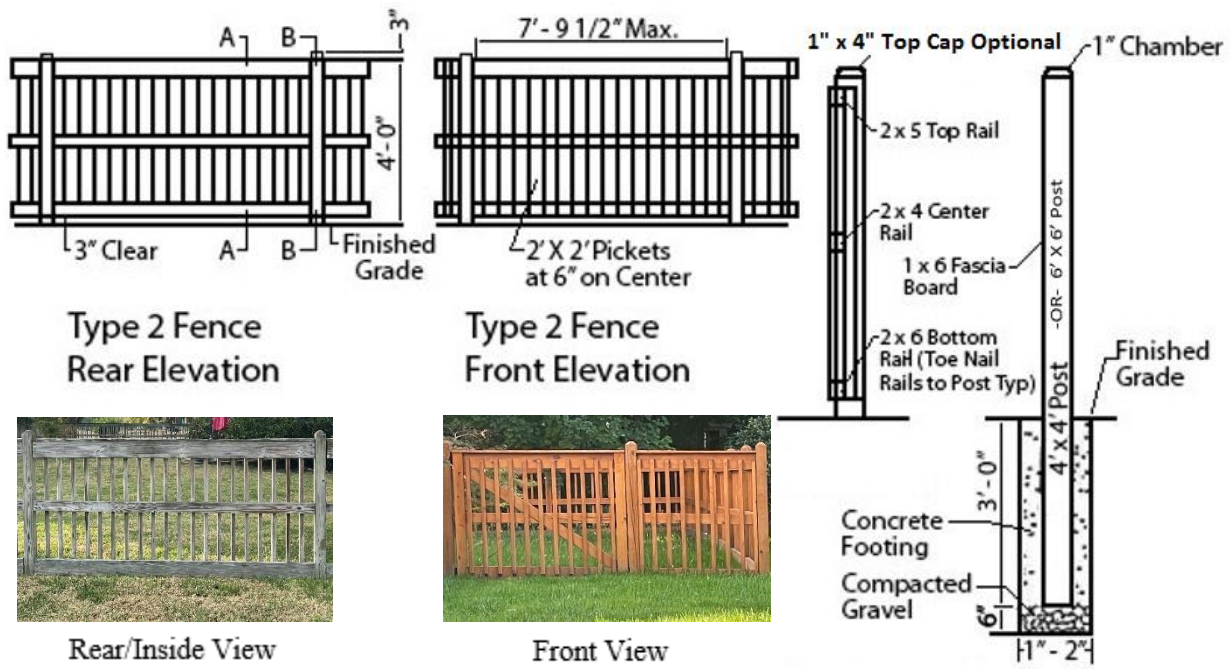 A
B
3"
4'-0"
3" Clear
A
B
Finished
Grade
Type 2 Fence
Rear Elevation
7'- 9 1/2" Max.
2' X 2' Pickets
at 6" on Center
Type 2 Fence
Front Elevation
1" x 4" Top Cap Optional
2 x 5 Top Rail
2 x 4 Center
Rail
2 x 6 Bottom
Rail (Toe Nail
Rails to Post Typ)
1" Chamber
1 x 6 Fascia
Board
4' x 4' Post -OR- 6' X 6' Post
Finished
Grade
3'-0"
Concrete
Footing
Compacted
Gravel
6"
1"- 2"
Rear/Inside View
Front View